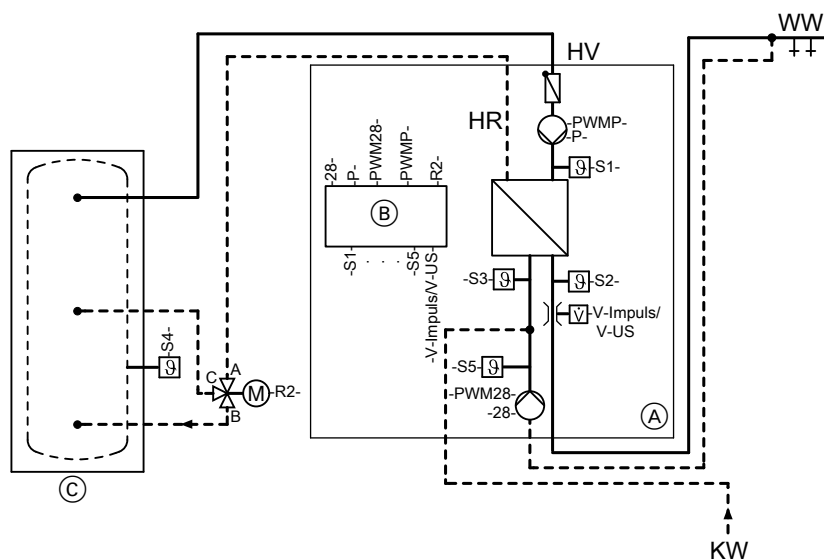 WW
HV
HR
-PWMP-
-P-
-S1-
-28-
P-
-PWM28-
-PWMP-
-R2-
B
-S1-
. . . .
-S5-
-V-Impuls/V-US-
-S3-
-S2-
-V-Impuls/
V-US
-S4-
ϑ
ϑ
ϑ
ϑ
ϑ
V̇
-S5-
A
C
M
-R2-
B
-PWM28-
-28-
A
C
KW